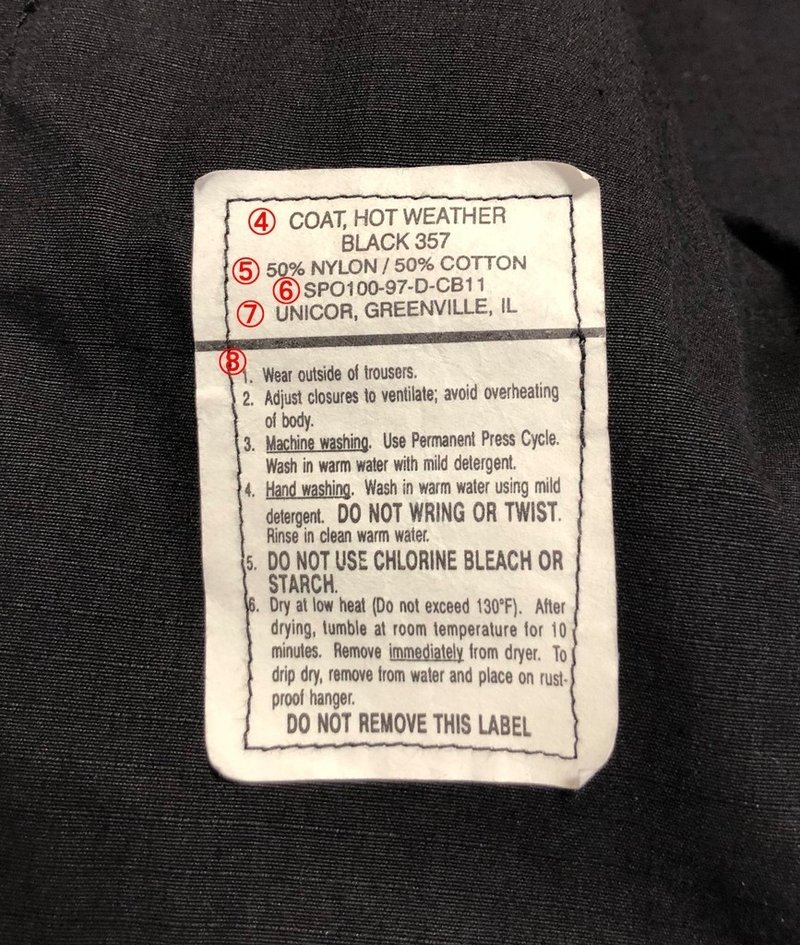 ④ COAT, HOT WEATHER
BLACK 357
⑤ 50% NYLON / 50% COTTON
⑥ SPO100-97-D-CB11
⑦ UNICOR, GREENVILLE, IL
⑧
1. Wear outside of trousers.
2. Adjust closures to ventilate; avoid overheating
of body.
3. Machine washing. Use Permanent Press Cycle.
Wash in warm water with mild detergent.
4. Hand washing. Wash in warm water using mild
detergent. DO NOT WRING OR TWIST.
Rinse in clean warm water.
5. DO NOT USE CHLORINE BLEACH OR
STARCH.
6. Dry at low heat (Do not exceed 130°F). After
drying, tumble at room temperature for 10
minutes. Remove immediately from dryer. To
drip dry, remove from water and place on rust-
proof hanger.
DO NOT REMOVE THIS LABEL